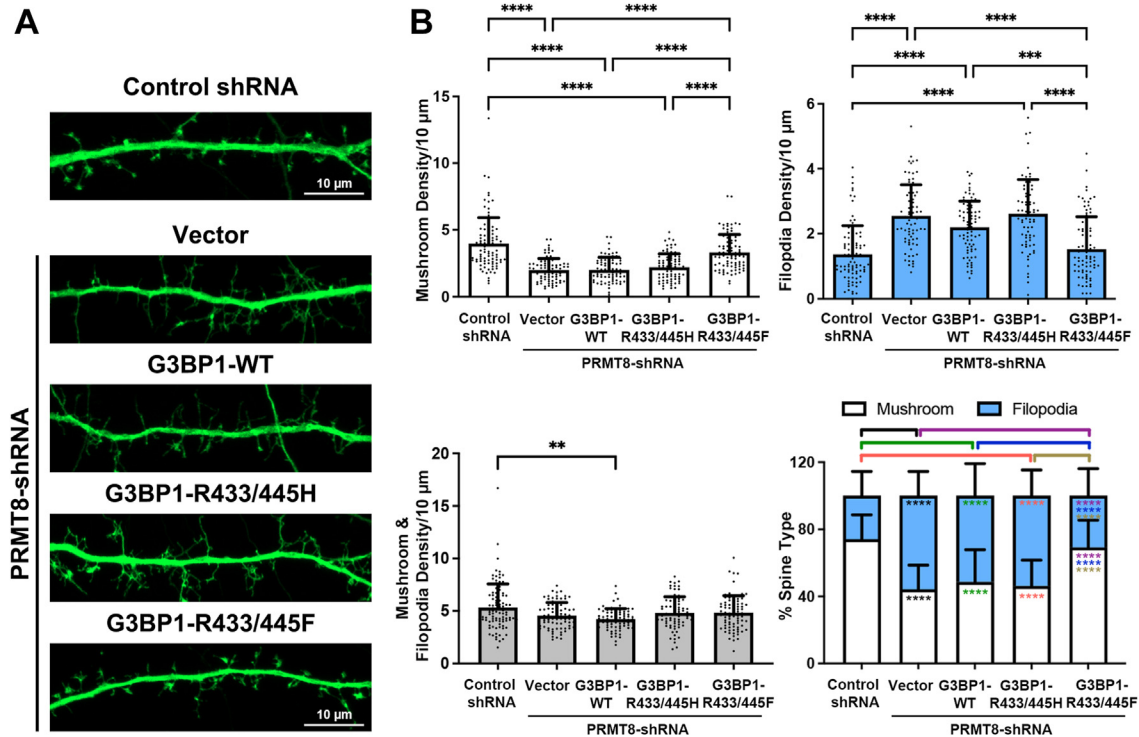 A
Control shRNA
10 µm
Vector
G3BP1-WT
G3BP1-R433/445H
G3BP1-R433/445F
10 µm
PRMT8-shRNA
B
**** ****
**** ****
**** ****
Mushroom Density/10 µm
15
10
5
0
Control shRNA
Vector
G3BP1-WT
G3BP1-R433/445H
G3BP1-R433/445F
PRMT8-shRNA
**** ****
**** ***
**** ****
Filopodia Density/10 µm
6
4
2
0
Control shRNA
Vector
G3BP1-WT
G3BP1-R433/445H
G3BP1-R433/445F
PRMT8-shRNA
**
Mushroom &
Filopodia Density/10 µm
20
15
10
5
0
Control shRNA
Vector
G3BP1-WT
G3BP1-R433/445H
G3BP1-R433/445F
PRMT8-shRNA
Mushroom Filopodia
% Spine Type
120
80
40
0
**** **** **** ****
****
****
****
****
****
**** **** ****
Control shRNA
Vector
G3BP1-WT
G3BP1-R433/445H
G3BP1-R433/445F
PRMT8-shRNA